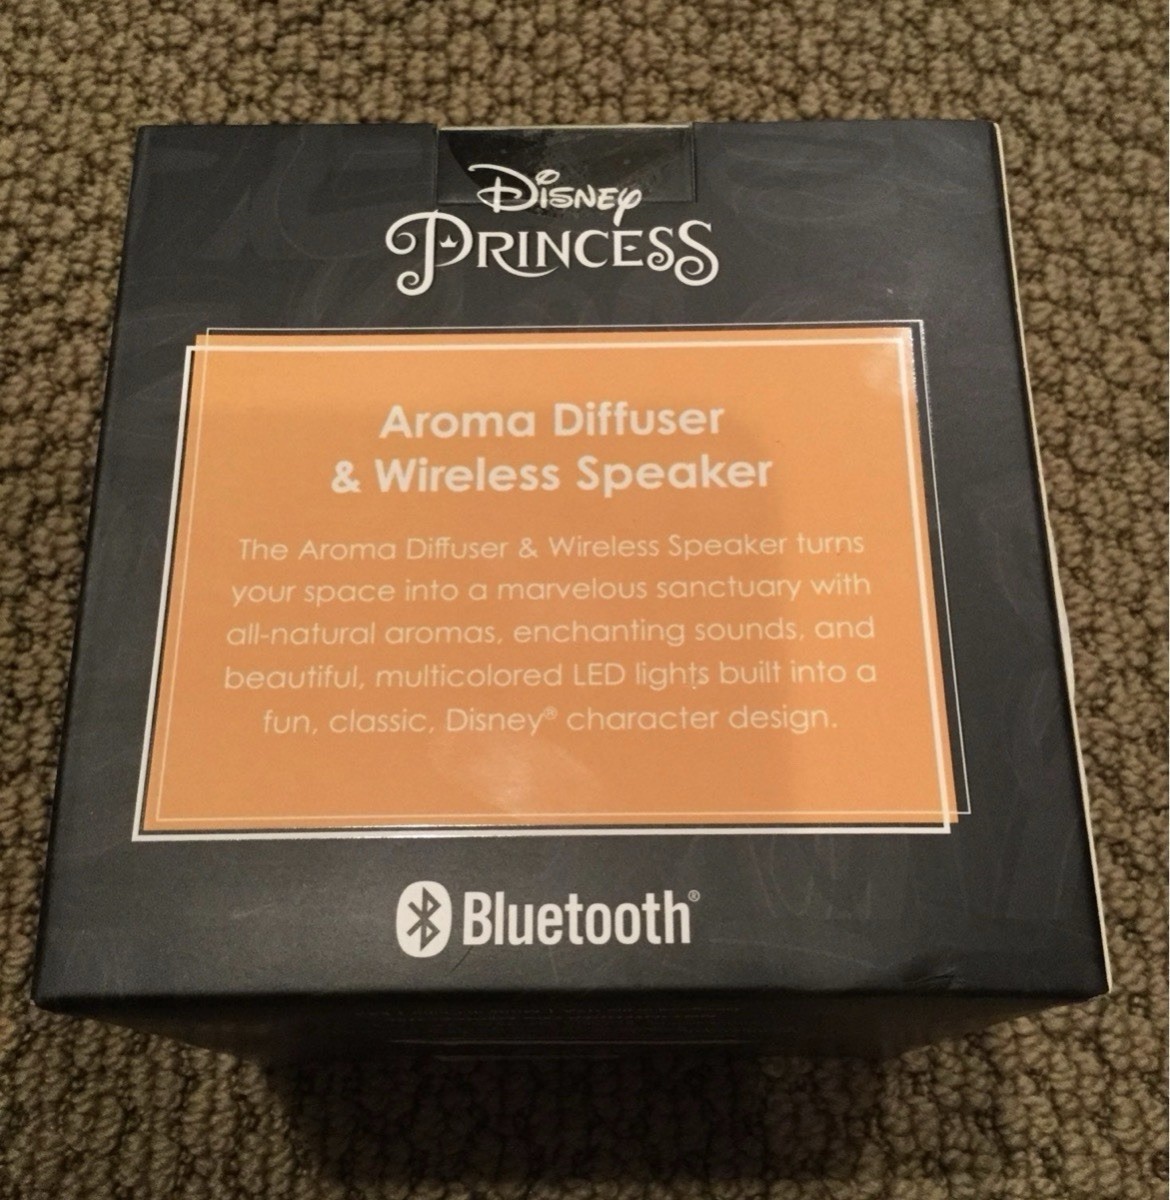 Disney
Princess
Aroma Diffuser
& Wireless Speaker
The Aroma Diffuser & Wireless Speaker turns
your space into a marvelous sanctuary with
all-natural aromas, enchanting sounds, and
beautiful, multicolored LED lights built into a
fun, classic, Disney® character design.
Bluetooth®